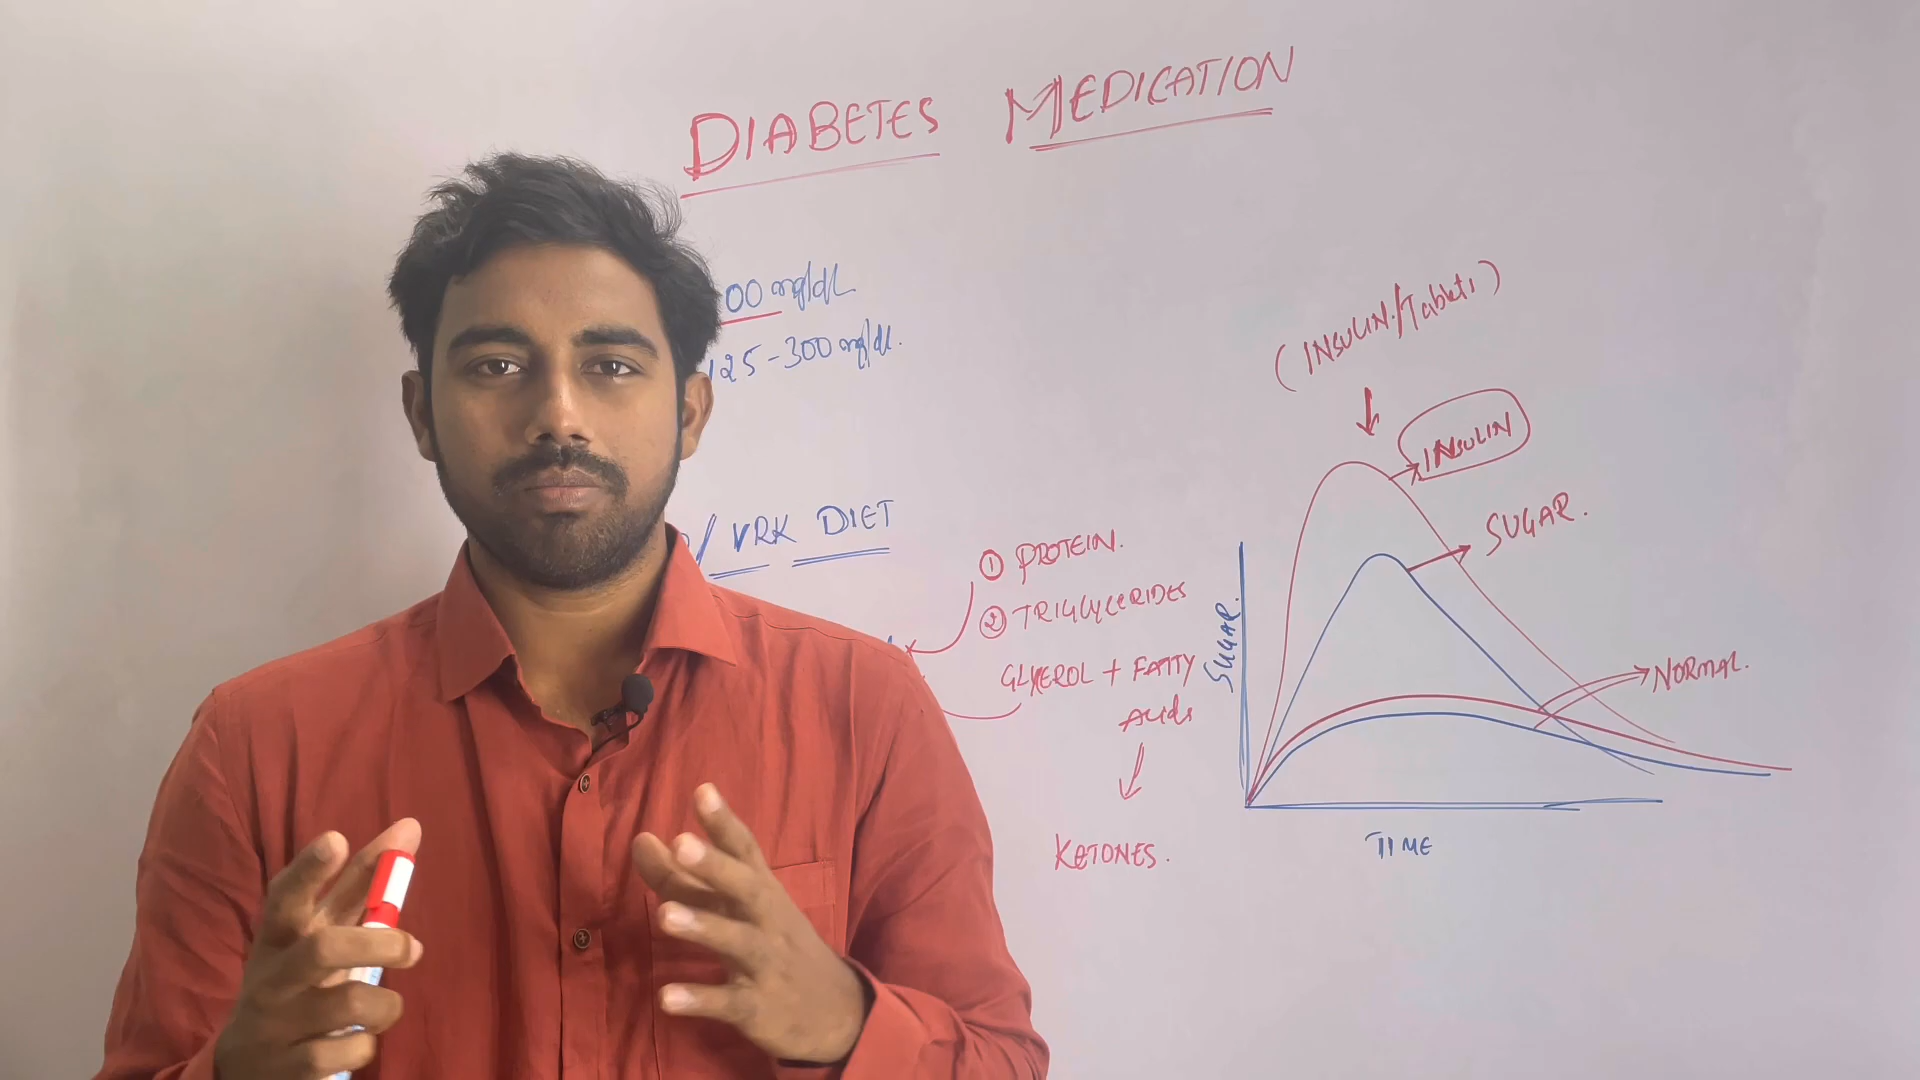 DIABETES MEDICATION
00 mg/dL
125-300 mg/dL.
/ VRK DIET
① PROTEIN.
② TRIGLYCERIDES
GLYEROL + FATTY
Acids
KETONES.
(INSULIN/Tablets)
INSULIN
SUGAR.
NORMAL.
SUGAR.
TIME